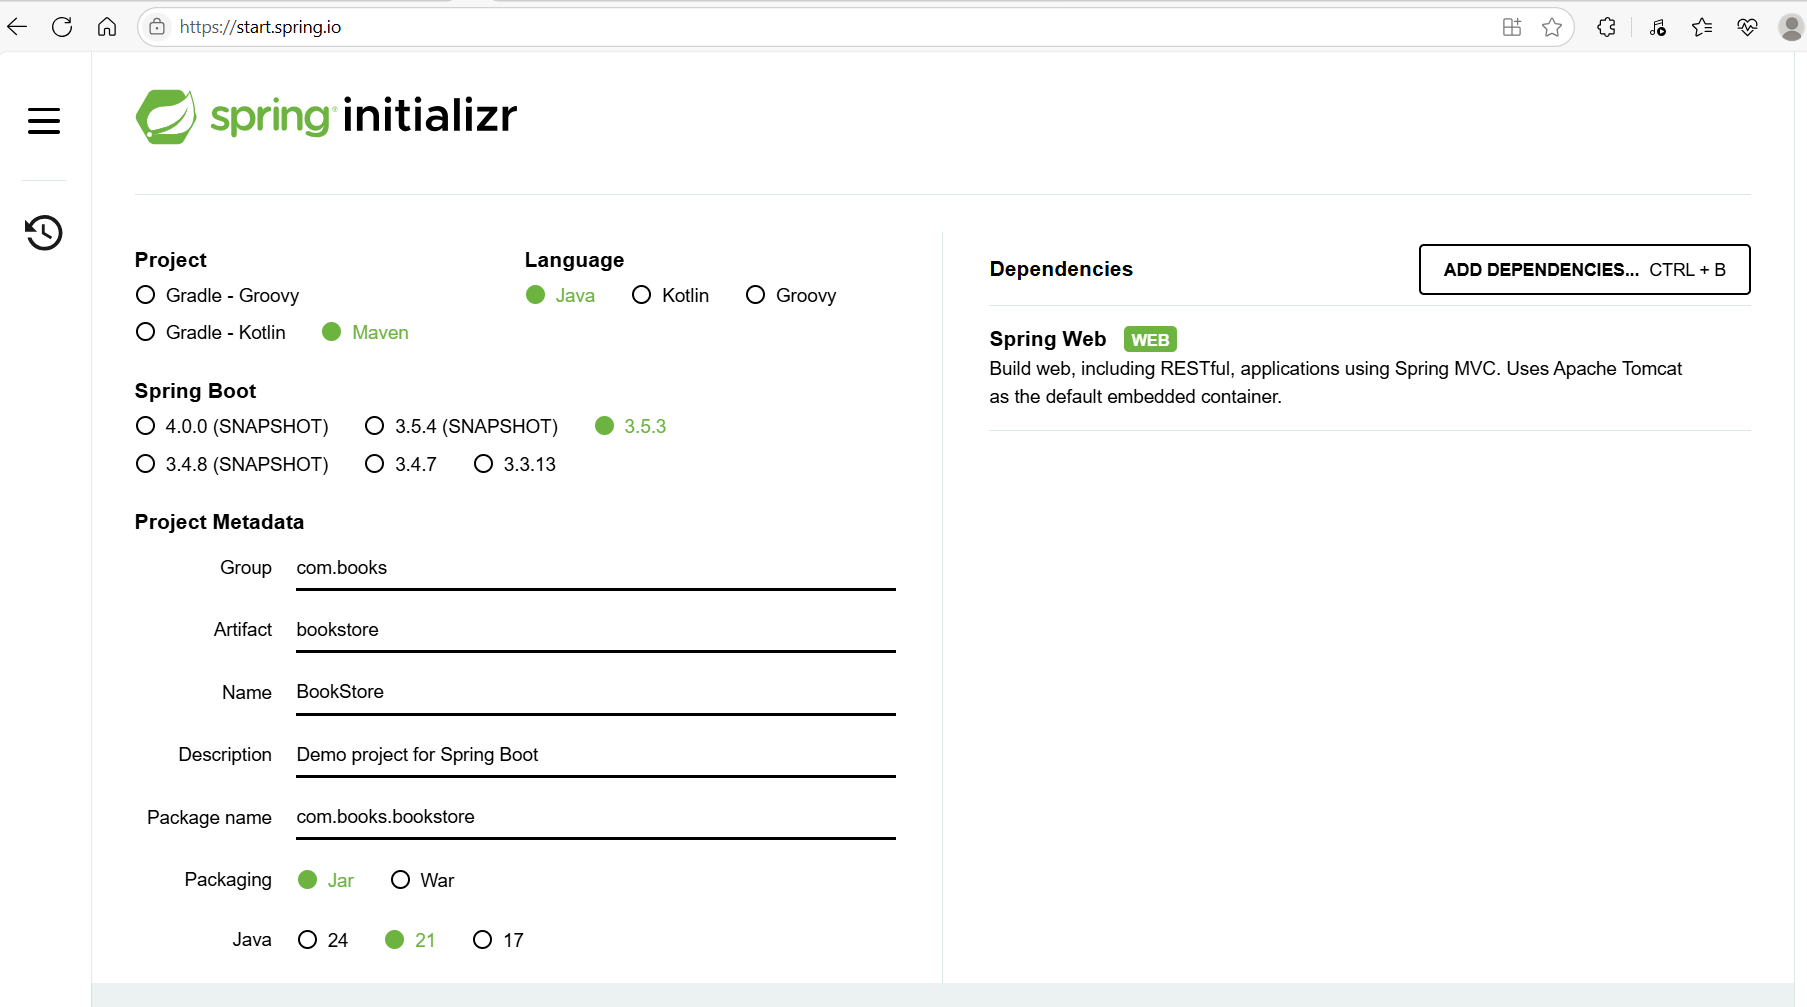 https://start.spring.io
spring initializr
Project
Gradle - Groovy
Gradle - Kotlin Maven
Language
Java Kotlin Groovy
Spring Boot
4.0.0 (SNAPSHOT) 3.5.4 (SNAPSHOT) 3.5.3
3.4.8 (SNAPSHOT) 3.4.7 3.3.13
Project Metadata
Group com.books
Artifact bookstore
Name BookStore
Description Demo project for Spring Boot
Package name com.books.bookstore
Packaging Jar War
Java 24 21 17
Dependencies
ADD DEPENDENCIES... CTRL + B
Spring Web WEB
Build web, including RESTful, applications using Spring MVC. Uses Apache Tomcat
as the default embedded container.